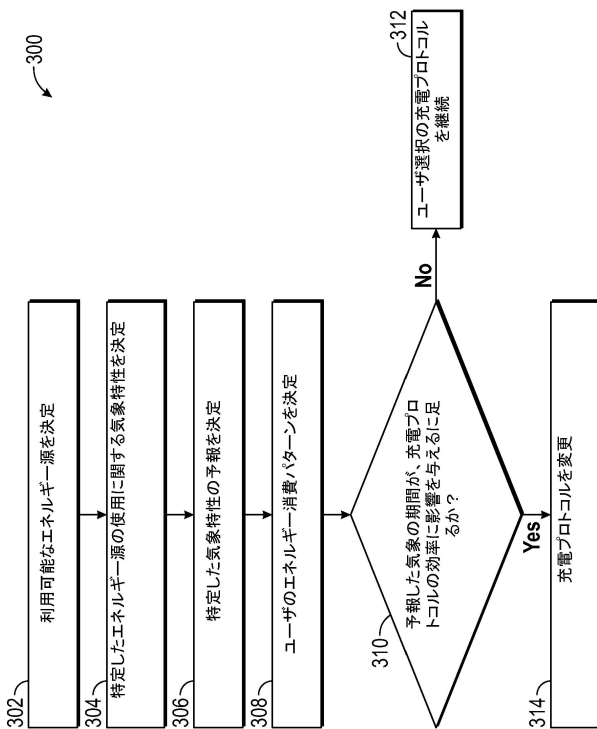 300
302
利用可能なエネルギー源を決定
304
特定したエネルギー源の使用に関する気象特性を決定
306
特定した気象特性の予報を決定
308
ユーザのエネルギー消費パターンを決定
310
予報した気象の期間が、充電プロ
トコルの効率に影響を与えるに足
るか？
No
312
ユーザ選択の充電プロトコル
を継続
Yes
314
充電プロトコルを変更